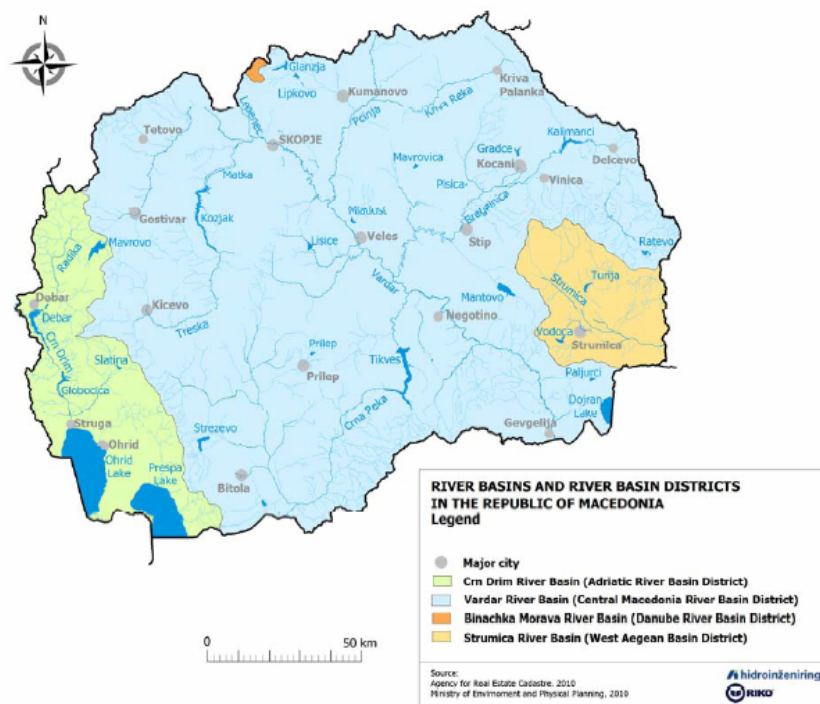 N
Glanzja
Lipkovo
Kumanovo
Kriva
Palanka
Lepenec
Pcinja
Kriva Reka
Tetovo
SKOPJE
Kalimanci
Gradce
Kocani
Delcevo
Matka
Mavrovica
Pisica
Vinica
Bregalnica
Gostivar
Kozjak
Mladost
Radika
Mavrovo
Lisice
Veles
Stip
Ratevo
Vardar
Strumica
Turija
Dobar
Debar
Kicevo
Mantovo
Treska
Negotino
Vodoca
Strumica
Crn Drim
Slatina
Prilep
Prilep
Tikves
Paljurci
Globocica
Dojran
Lake
Struga
Strezevo
Crna Peka
Gevgelija
Ohrid
Ohrid
Lake
Prespa
Lake
Bitola
RIVER BASINS AND RIVER BASIN DISTRICTS
IN THE REPUBLIC OF MACEDONIA
Legend
Major city
Crn Drim River Basin (Adriatic River Basin District)
Vardar River Basin (Central Macedonia River Basin District)
Binachka Morava River Basin (Danube River Basin District)
Strumica River Basin (West Aegean Basin District)
0 50 km
Source:
Agency for Real Estate Cadastre, 2010
Ministry of Envirnoment and Physical Planning, 2010
hidroinženiring
RIKO